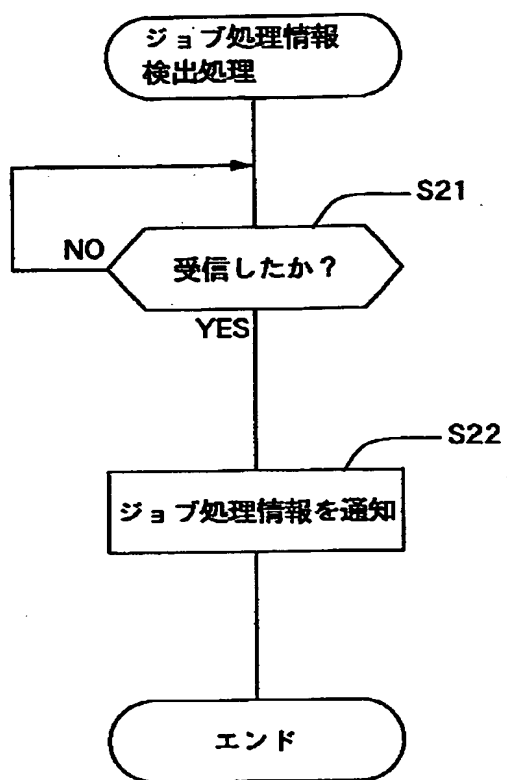 ジョブ処理情報
検出処理
S21
NO
受信したか？
YES
S22
ジョブ処理情報を通知
エンド